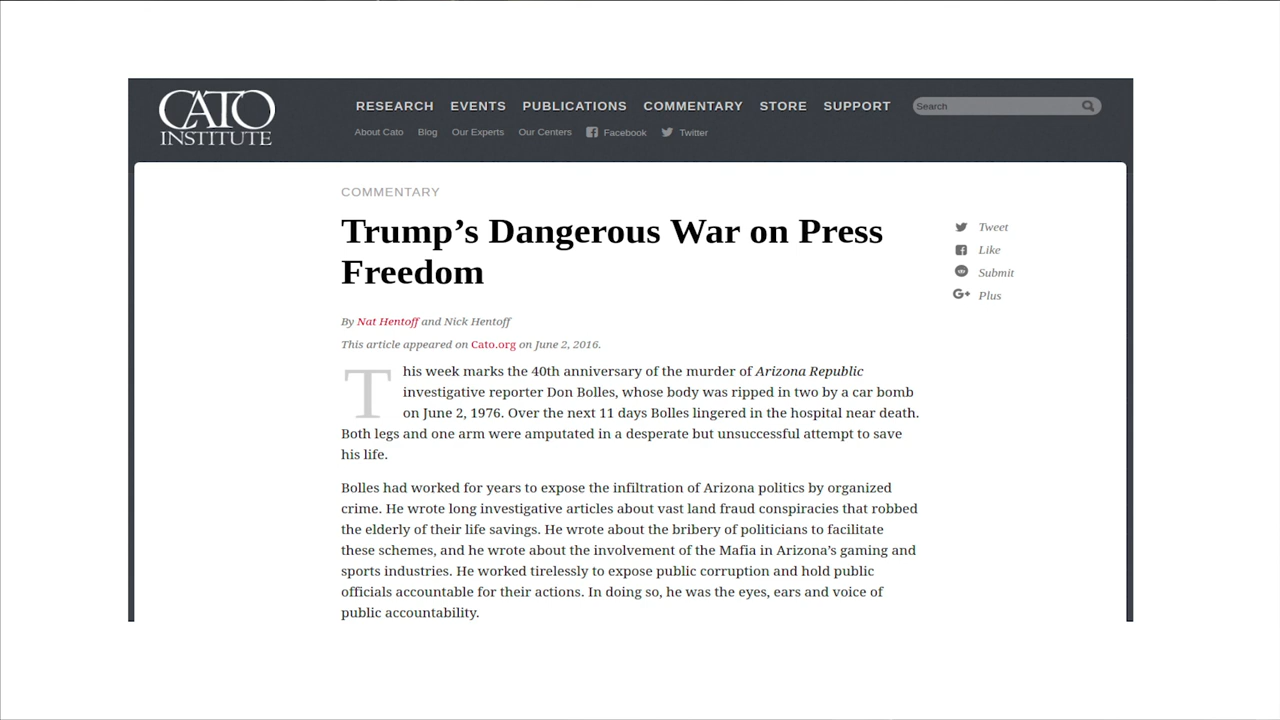 CATO
INSTITUTE
RESEARCH EVENTS PUBLICATIONS COMMENTARY STORE SUPPORT
Search
About Cato Blog Our Experts Our Centers Facebook Twitter
COMMENTARY
Trump’s Dangerous War on Press
Freedom
Tweet
Like
Submit
Plus
By Nat Hentoff and Nick Hentoff
This article appeared on Cato.org on June 2, 2016.
This week marks the 40th anniversary of the murder of Arizona Republic
investigative reporter Don Bolles, whose body was ripped in two by a car bomb
on June 2, 1976. Over the next 11 days Bolles lingered in the hospital near death.
Both legs and one arm were amputated in a desperate but unsuccessful attempt to save
his life.
Bolles had worked for years to expose the infiltration of Arizona politics by organized
crime. He wrote long investigative articles about vast land fraud conspiracies that robbed
the elderly of their life savings. He wrote about the bribery of politicians to facilitate
these schemes, and he wrote about the involvement of the Mafia in Arizona’s gaming and
sports industries. He worked tirelessly to expose public corruption and hold public
officials accountable for their actions. In doing so, he was the eyes, ears and voice of
public accountability.